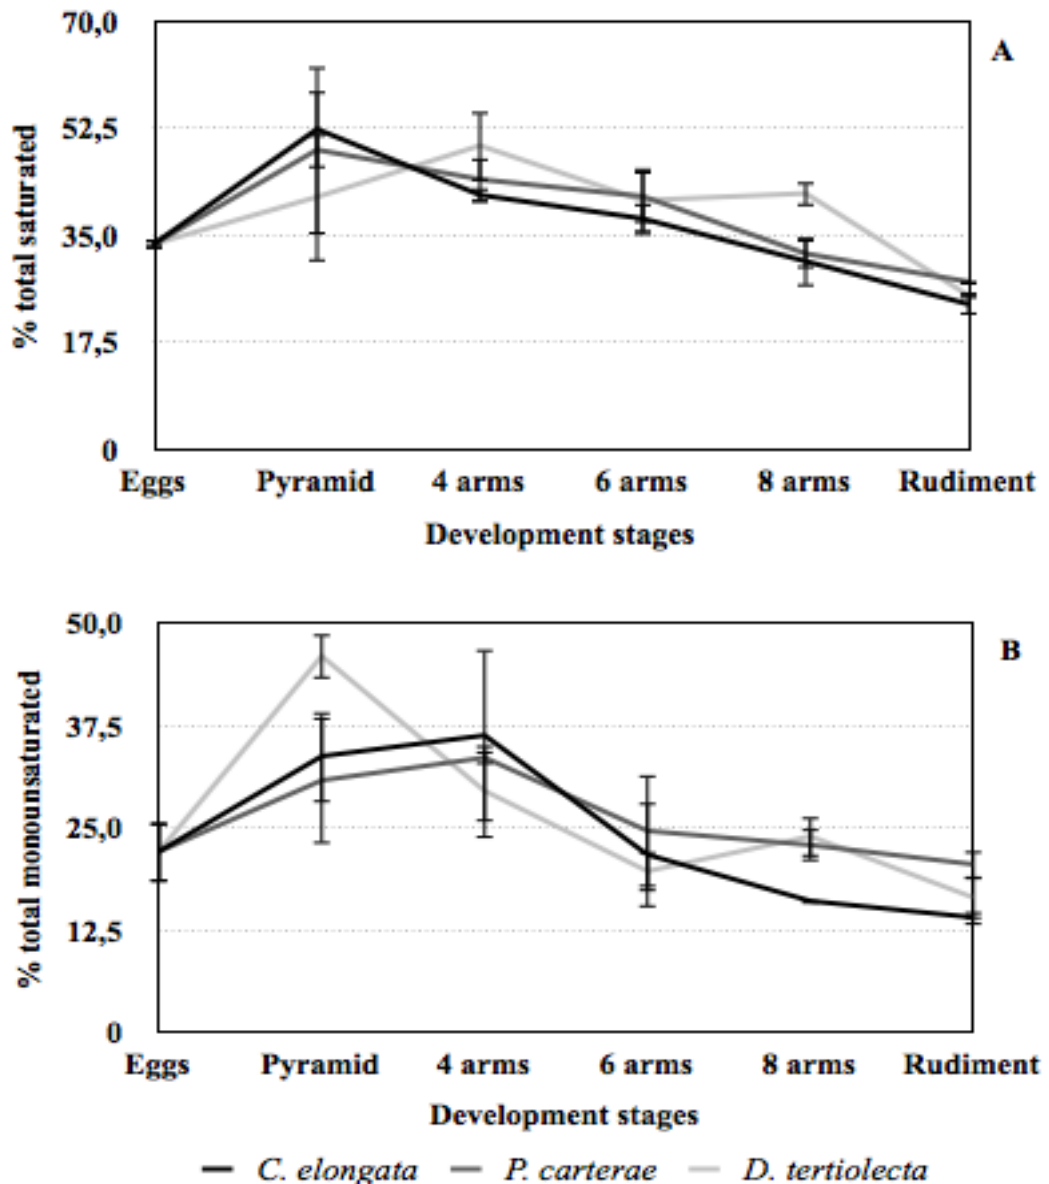 70,0
A
52,5
35,0
17,5
0
% total saturated
Eggs Pyramid 4 arms 6 arms 8 arms Rudiment
Development stages
50,0
B
37,5
25,0
12,5
0
% total monounsaturated
Eggs Pyramid 4 arms 6 arms 8 arms Rudiment
Development stages
C. elongata P. carterae D. tertiolecta